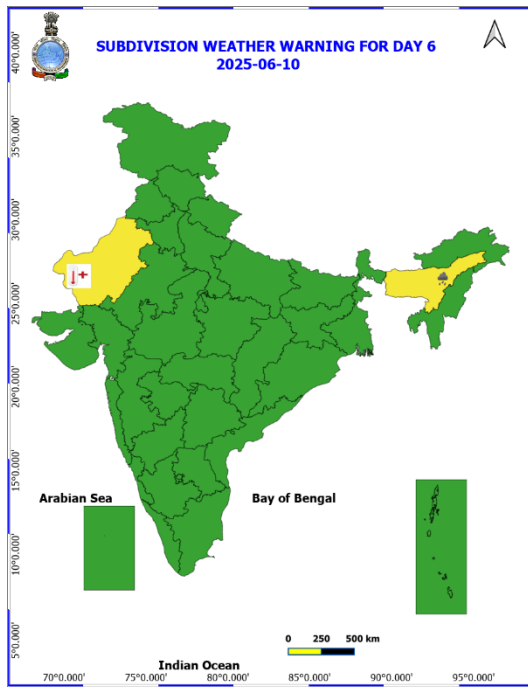 SUBDIVISION WEATHER WARNING FOR DAY 6
2025-06-10
40°0.000'
35°0.000'
30°0.000'
25°0.000'
20°0.000'
15°0.000'
10°0.000'
5°0.000'
Arabian Sea
Bay of Bengal
0 250 500 km
Indian Ocean
70°0.000' 75°0.000' 80°0.000' 85°0.000' 90°0.000' 95°0.000'